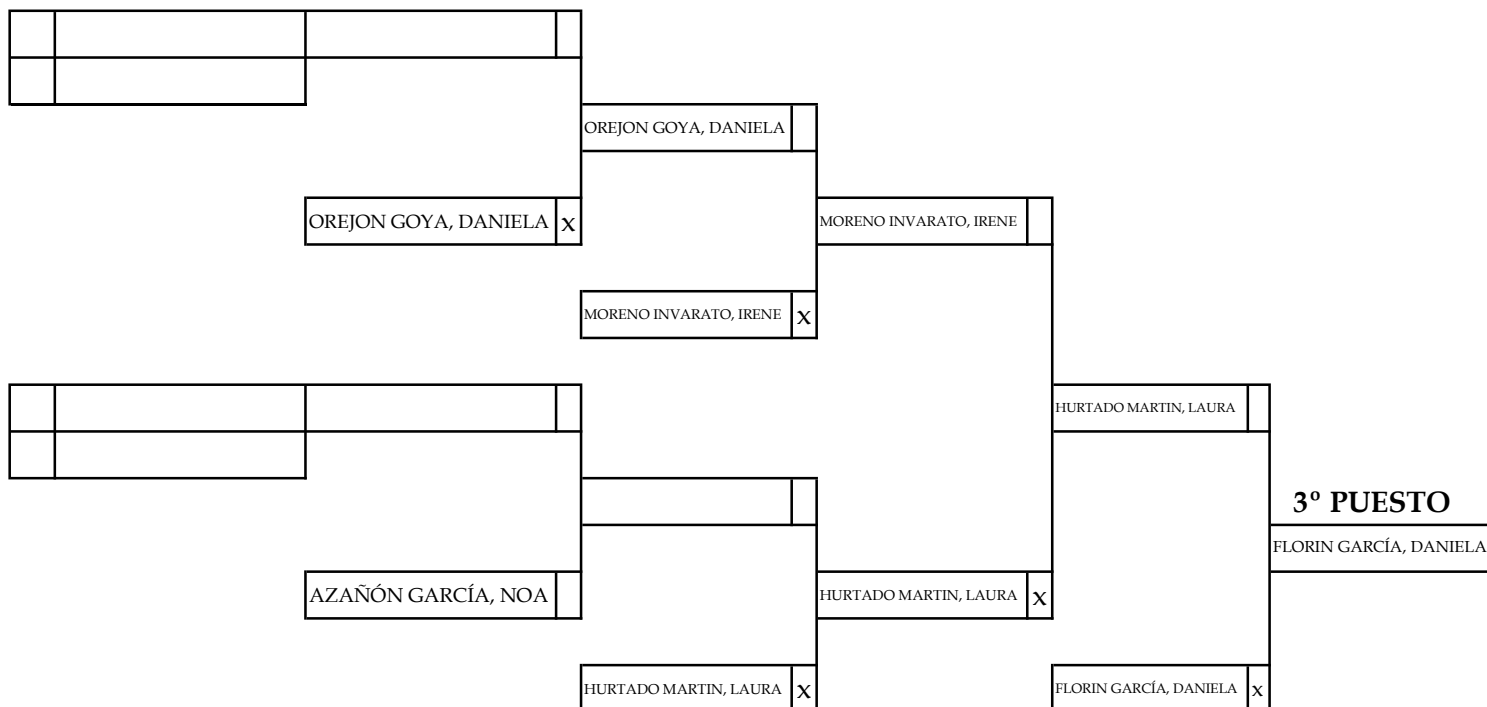 OREJON GOYA, DANIELA
OREJON GOYA, DANIELA x
MORENO INVARATO, IRENE
MORENO INVARATO, IRENE x
HURTADO MARTIN, LAURA
3º PUESTO
FLORIN GARCÍA, DANIELA
AZAÑÓN GARCÍA, NOA
HURTADO MARTIN, LAURA x
HURTADO MARTIN, LAURA x
FLORIN GARCÍA, DANIELA x